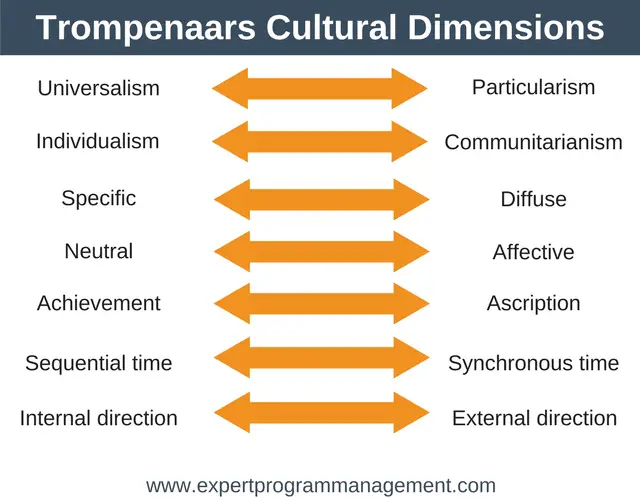 Trompenaars Cultural Dimensions
Universalism Particularism
Individualism Communitarianism
Specific Diffuse
Neutral Affective
Achievement Ascription
Sequential time Synchronous time
Internal direction External direction
www.expertprogrammanagement.com